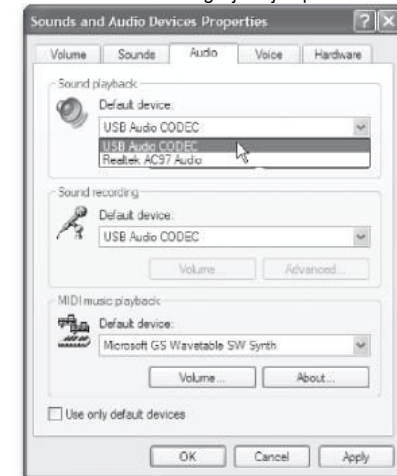 Sounds and Audio Devices Properties
Volume Sounds Audio Voice Hardware
Sound playback
Default device:
USB Audio CODEC
USB Audio CODEC
Realtek AC97 Audio
Sound recording
Default device:
USB Audio CODEC
Volume... Advanced...
MIDI music playback
Default device:
Microsoft GS Wavetable SW Synth
Volume... About...
Use only default devices
OK Cancel Apply